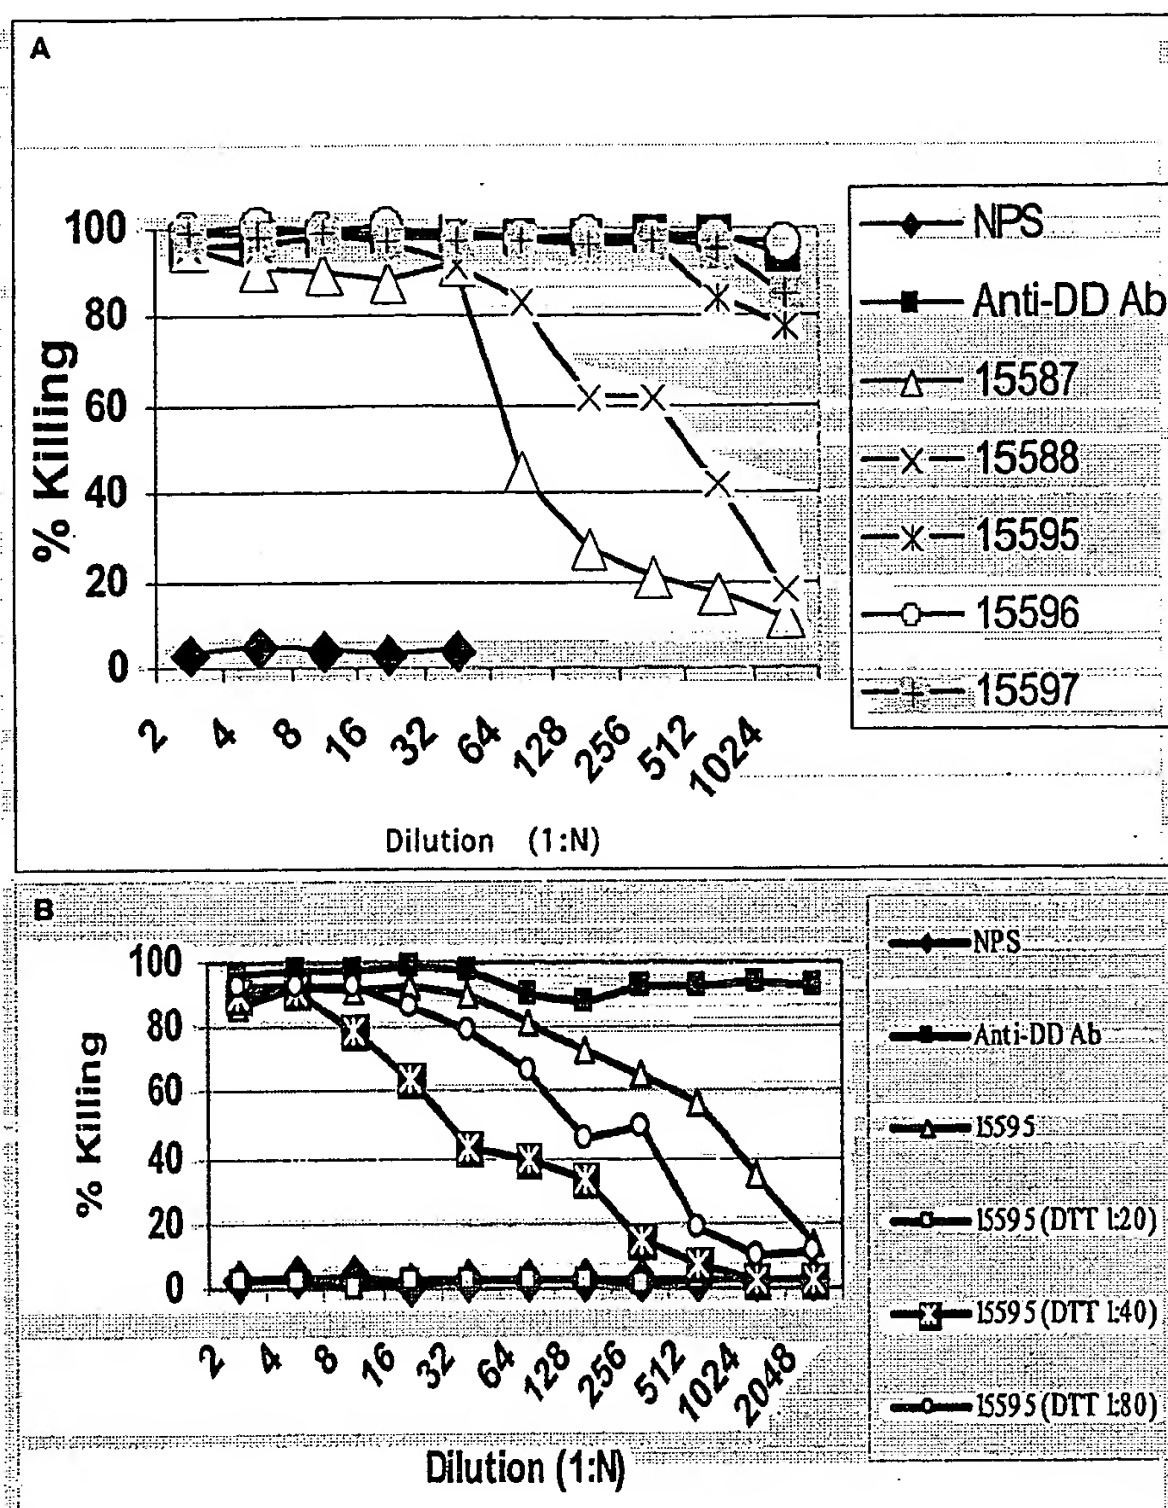 A
100
80
60
40
20
0
% Killing
2 4 8 16 32 64 128 256 512 1024
Dilution (1:N)
NPS
Anti-DD Ab
15587
15588
15595
15596
15597
B
100
80
60
40
20
0
% Killing
2 4 8 16 32 64 128 256 512 1024 2048
Dilution (1:N)
NPS
Anti-DD Ab
15595
15595 (DTT 1:20)
15595 (DTT 1:40)
15595 (DTT 1:80)